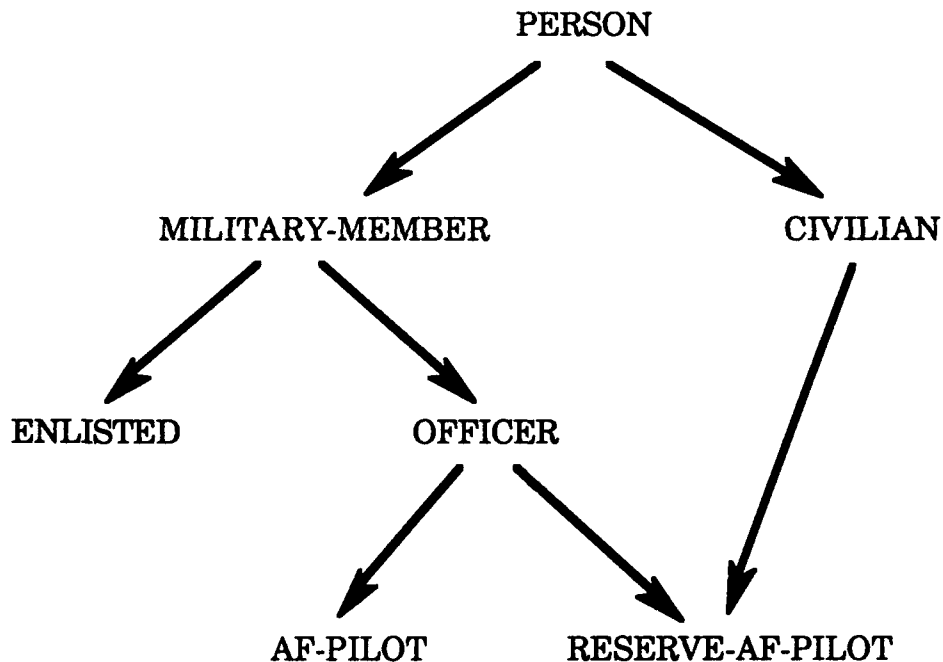 PERSON
MILITARY-MEMBER
CIVILIAN
ENLISTED
OFFICER
AF-PILOT
RESERVE-AF-PILOT